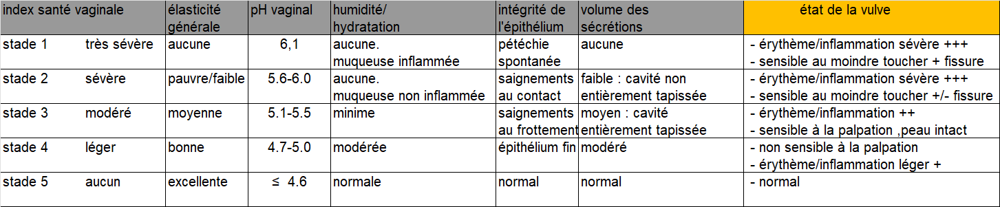 index santé vaginale élasticité générale pH vaginal humidité/ hydratation intégrité de l'épithélium volume des sécrétions état de la vulve
stade 1 très sévère aucune 6,1 aucune. muqueuse inflammée pétéchie spontanée aucune - érythème/inflammation sévère +++
- sensible au moindre toucher + fissure
stade 2 sévère pauvre/faible 5.6-6.0 aucune. muqueuse non inflammée saignements au contact faible : cavité non entièrement tapissée - érythème/inflammation sévère +++
- sensible au moindre toucher +/- fissure
stade 3 modéré moyenne 5.1-5.5 minime saignements au frottement moyen : cavité entièrement tapissée - érythème/inflammation ++
- sensible à la palpation ,peau intact
stade 4 léger bonne 4.7-5.0 modérée épithélium fin modéré - non sensible à la palpation
- érythème/inflammation léger +
stade 5 aucun excellente ≤ 4.6 normale normal normal - normal